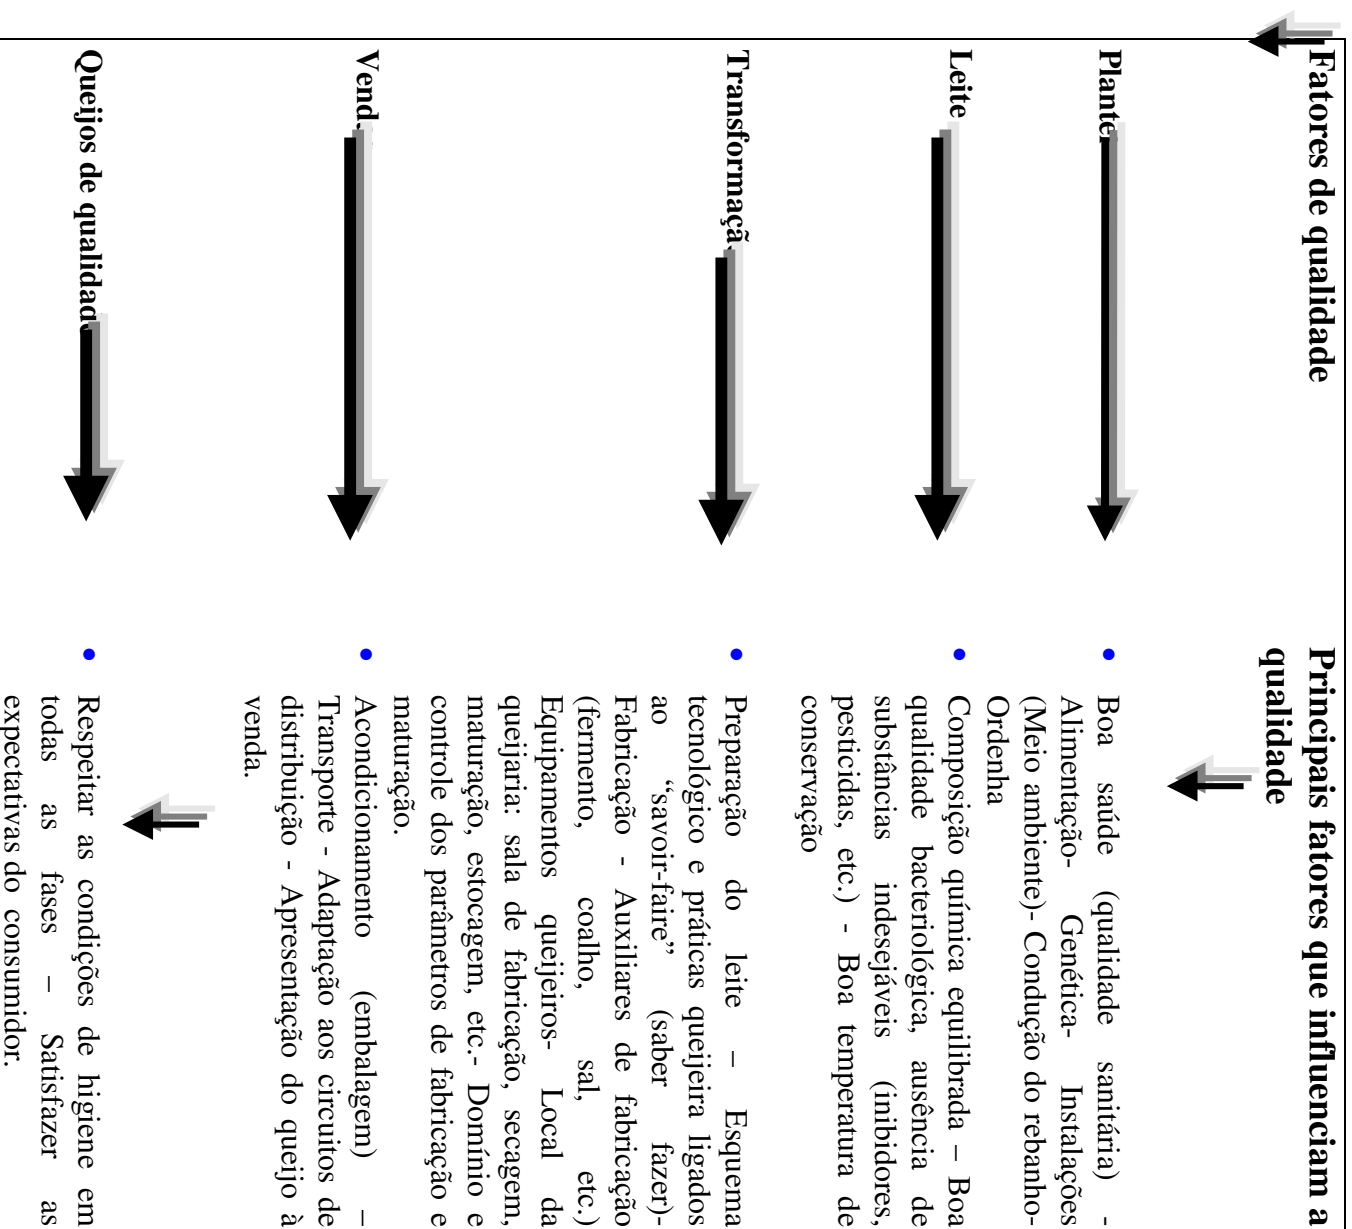 Fatores de qualidade
Principais fatores que influenciam a
qualidade
Plantel
Boa saúde (qualidade sanitária) -
Alimentação- Genética- Instalações
(Meio ambiente)- Condução do rebanho-
Ordenha
Leite
Composição química equilibrada – Boa
qualidade bacteriológica, ausência de
substâncias indesejáveis (inibidores,
pesticidas, etc.) - Boa temperatura de
conservação
Transformaçã
Preparação do leite – Esquema
tecnológico e práticas queijeira ligados
ao “savoir-faire” (saber fazer)-
Fabricação - Auxiliares de fabricação
(fermento, coalho, sal, etc.)
Equipamentos queijeiros- Local da
queijaria: sala de fabricação, secagem,
maturação, estocagem, etc.- Domínio e
controle dos parâmetros de fabricação e
maturação.
Vend
Acondicionamento (embalagem) –
Transporte - Adaptação aos circuitos de
distribuição - Apresentação do queijo à
venda.
Queijos de qualidad
Respeitar as condições de higiene em
todas as fases – Satisfazer as
expectativas do consumidor.